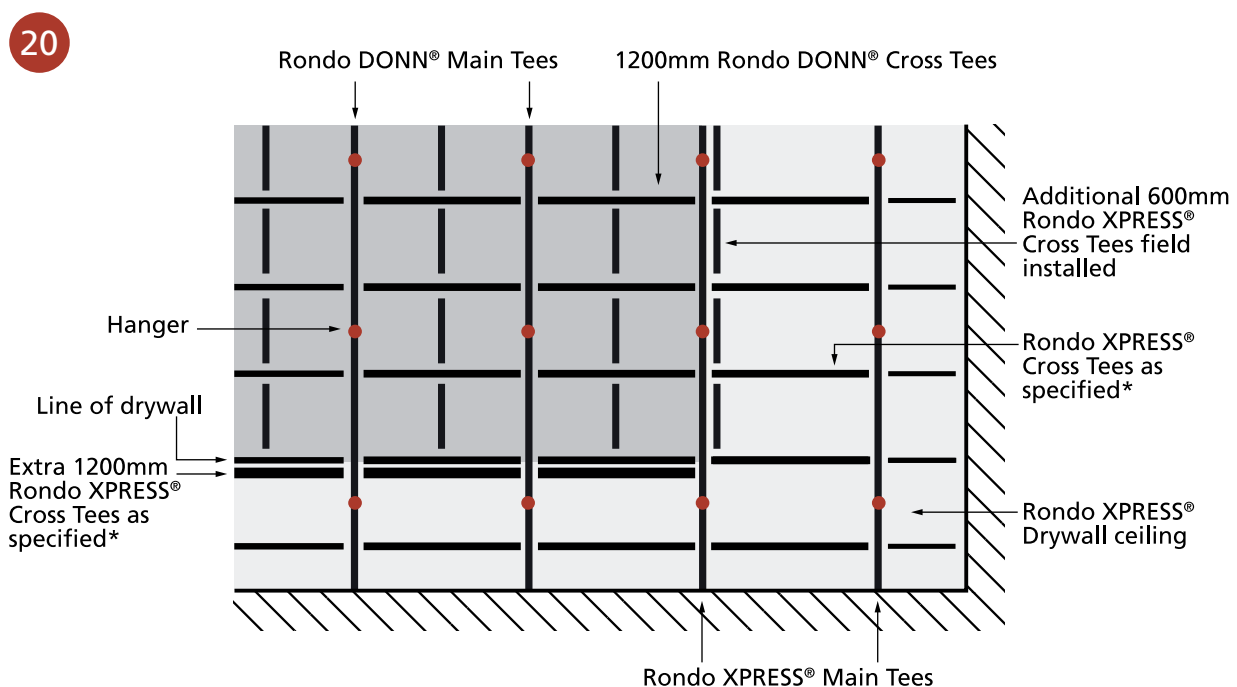 20
Rondo DONN® Main Tees
1200mm Rondo DONN® Cross Tees
Additional 600mm
Rondo XPRESS®
Cross Tees field
installed
Hanger
Rondo XPRESS®
Cross Tees as
specified*
Line of drywall
Extra 1200mm
Rondo XPRESS®
Cross Tees as
specified*
Rondo XPRESS®
Drywall ceiling
Rondo XPRESS® Main Tees